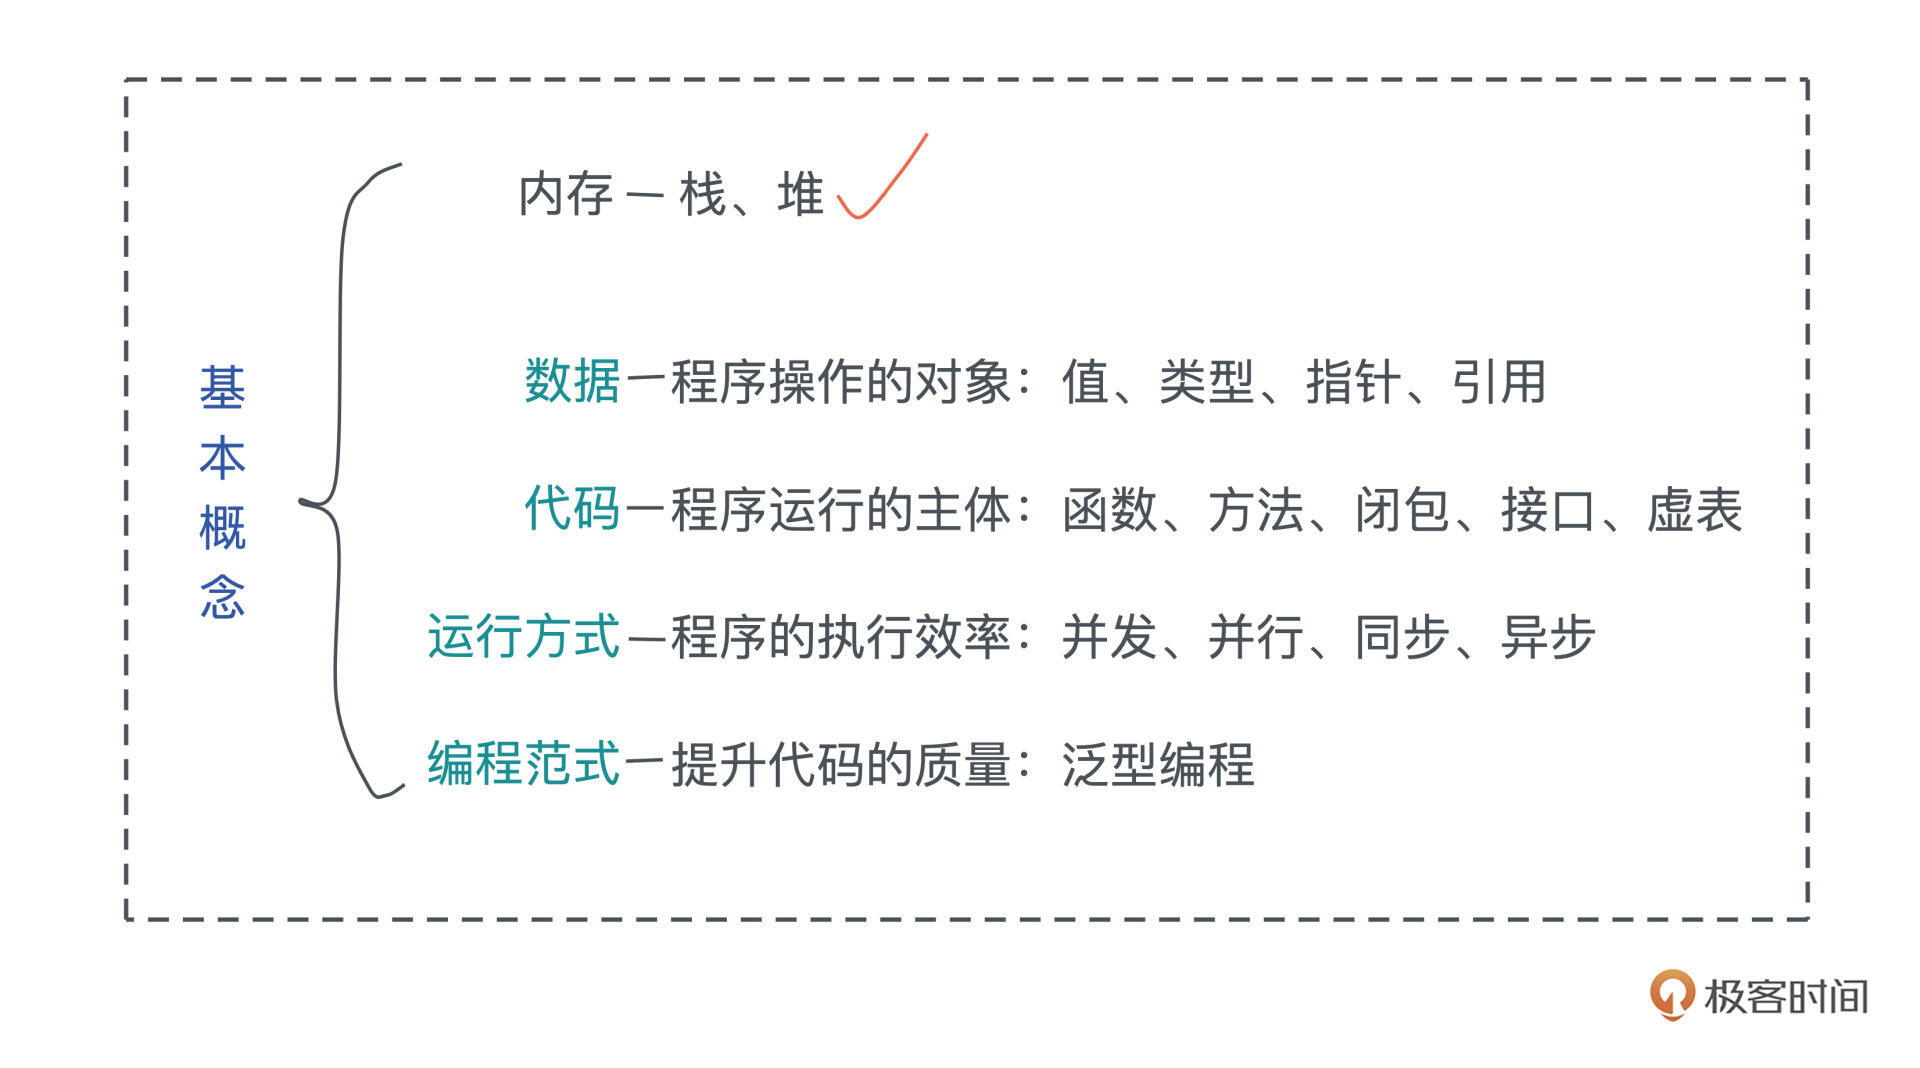 基本概念
内存 — 栈、堆
数据 — 程序操作的对象：值、类型、指针、引用
代码 — 程序运行的主体：函数、方法、闭包、接口、虚表
运行方式 — 程序的执行效率：并发、并行、同步、异步
编程范式 — 提升代码的质量：泛型编程
极客时间